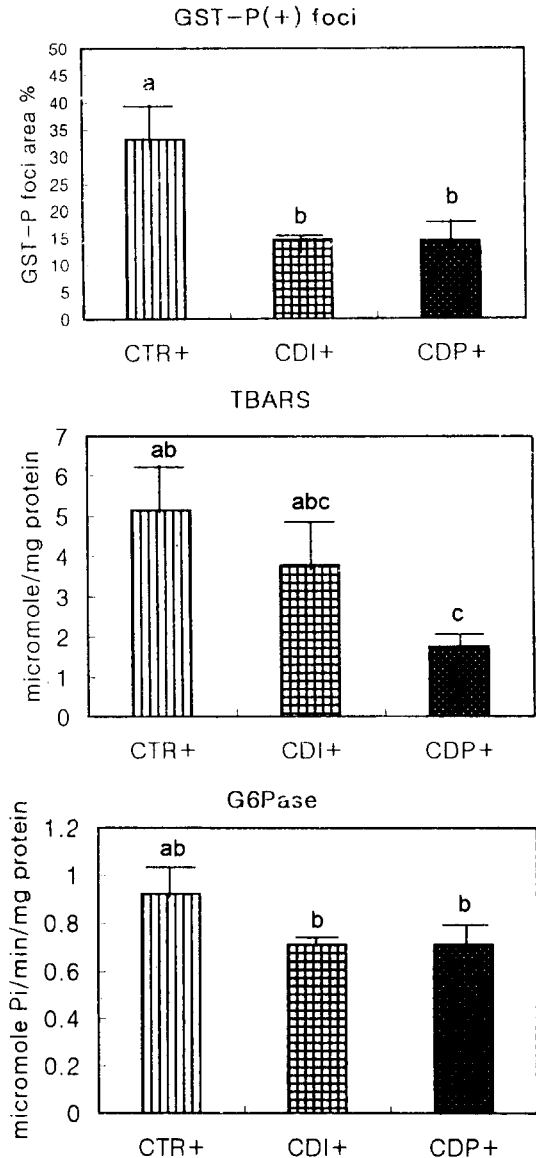 GST-P(+) foci
GST-P foci area %
50
45
40
35
30
25
20
15
10
5
0
a
b
b
CTR+
CDI+
CDP+
TBARS
micromole/mg protein
7
6
5
4
3
2
1
0
ab
abc
c
CTR+
CDI+
CDP+
G6Pase
micromole Pi/min/mg protein
1.2
1
0.8
0.6
0.4
0.2
0
ab
b
b
CTR+
CDI+
CDP+